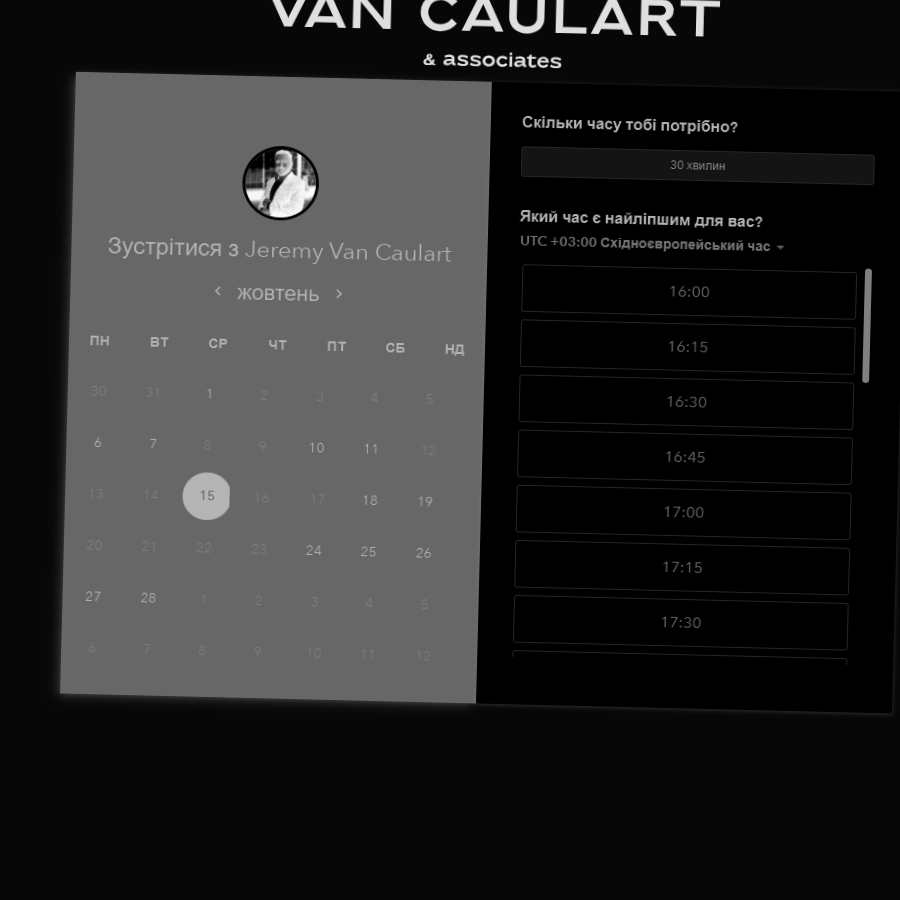 VAN CAULART
& associates
Зустрітися з Jeremy Van Caulart
жовтень
ПН ВТ СР ЧТ ПТ СБ НД
30 31 1 2 3 4 5
6 7 8 9 10 11 12
13 14 15 16 17 18 19
20 21 22 23 24 25 26
27 28 1 2 3 4 5
6 7 8 9 10 11 12
Скільки часу тобі потрібно?
30 хвилин
Який час є найліпшим для вас?
UTC +03:00 Східноєвропейський час
16:00
16:15
16:30
16:45
17:00
17:15
17:30